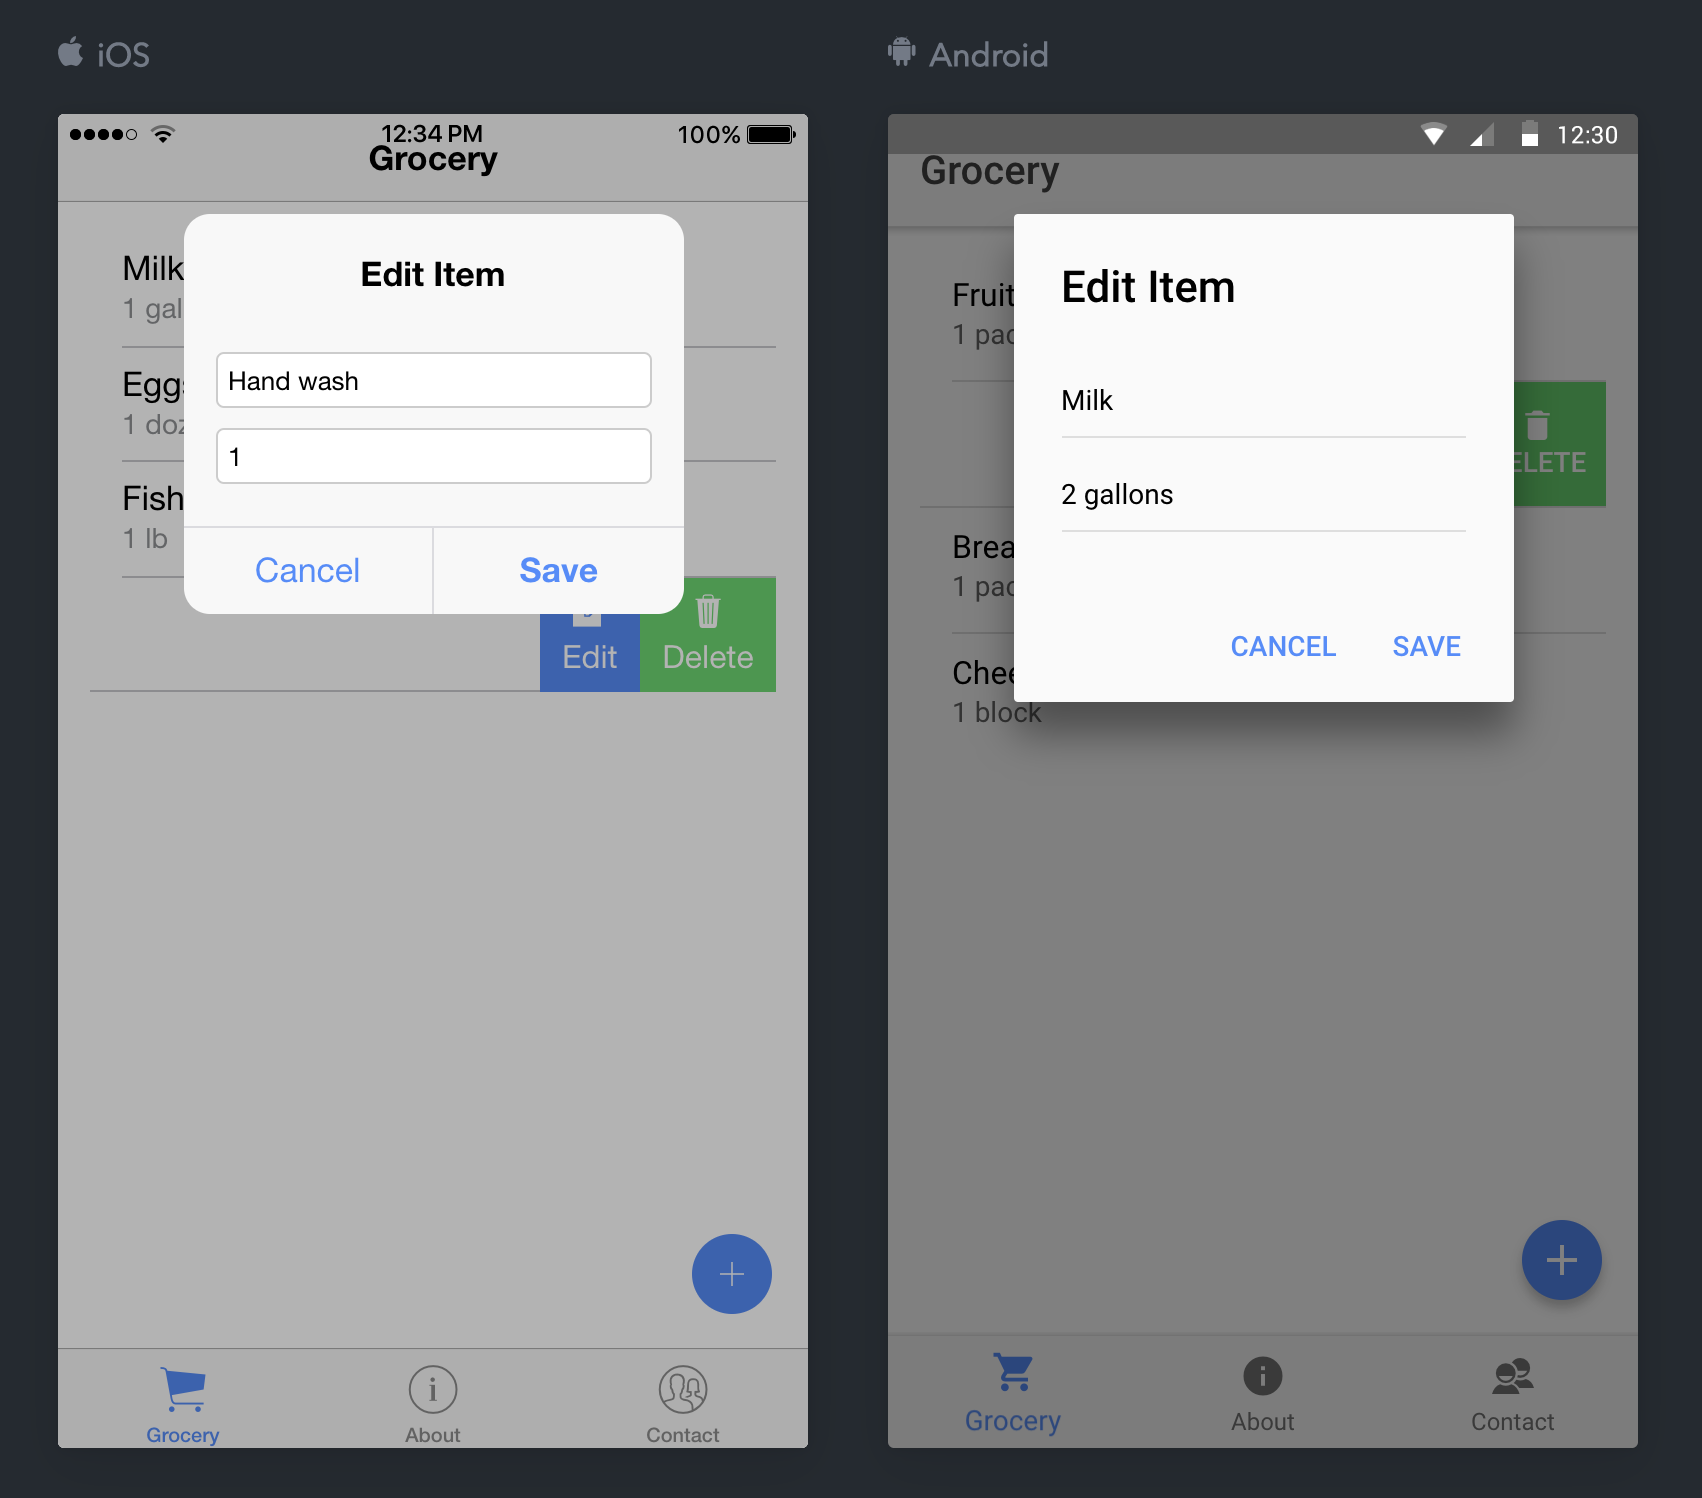 iOS
12:34 PM
100%
Grocery
Edit Item
Milk
1 gal
Hand wash
Egg
1 doz
1
Fish
1 lb
Cancel
Save
Edit
Delete
Grocery
About
Contact
Android
12:30
Grocery
Edit Item
Fruit
1 pac
Milk
ELETE
2 gallons
Brea
1 pac
CANCEL
SAVE
Chee
1 block
Grocery
About
Contact